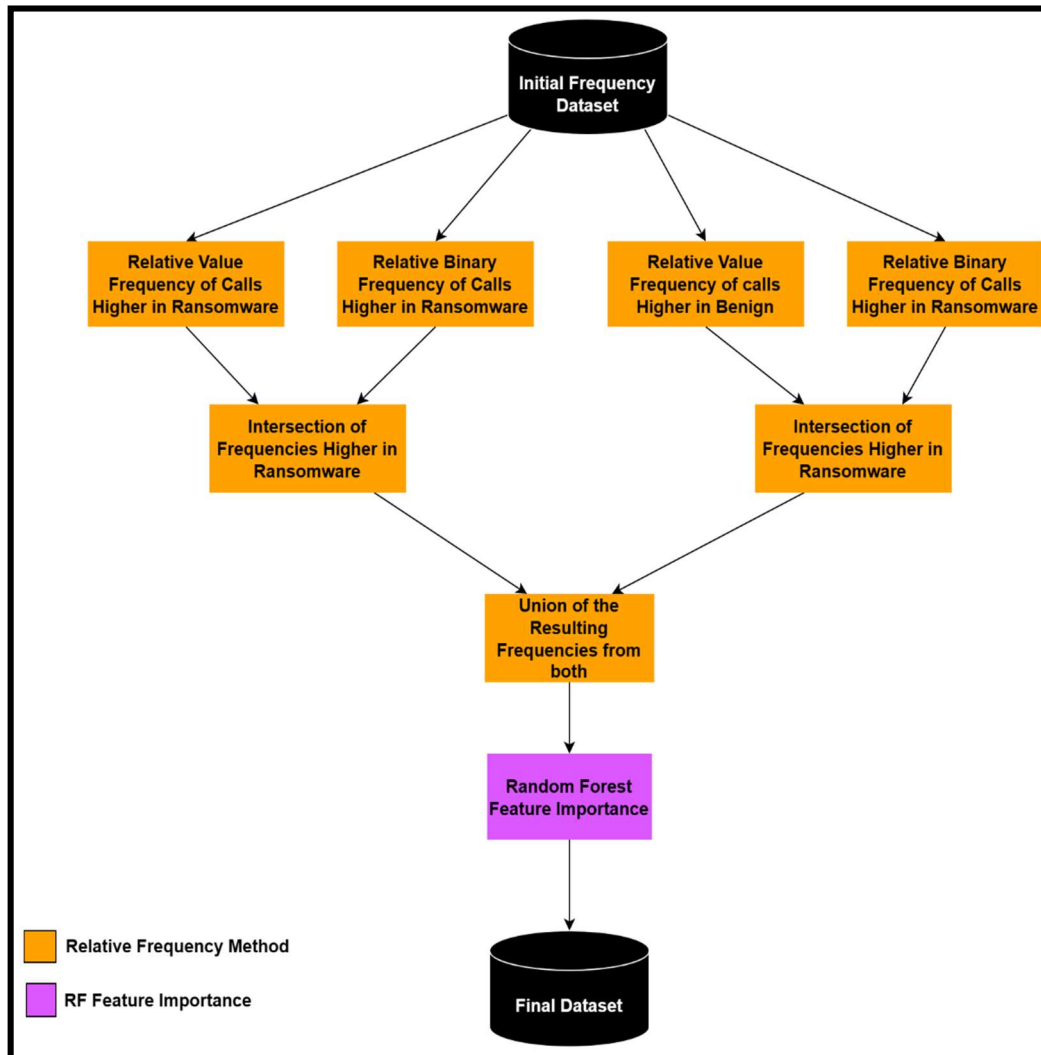 Initial Frequency
Dataset
Relative Value
Frequency of Calls
Higher in Ransomware
Relative Binary
Frequency of Calls
Higher in Ransomware
Relative Value
Frequency of calls
Higher in Benign
Relative Binary
Frequency of Calls
Higher in Ransomware
Intersection of
Frequencies Higher in
Ransomware
Intersection of
Frequencies Higher in
Ransomware
Union of the
Resulting
Frequencies from
both
Random Forest
Feature Importance
Relative Frequency Method
RF Feature Importance
Final Dataset